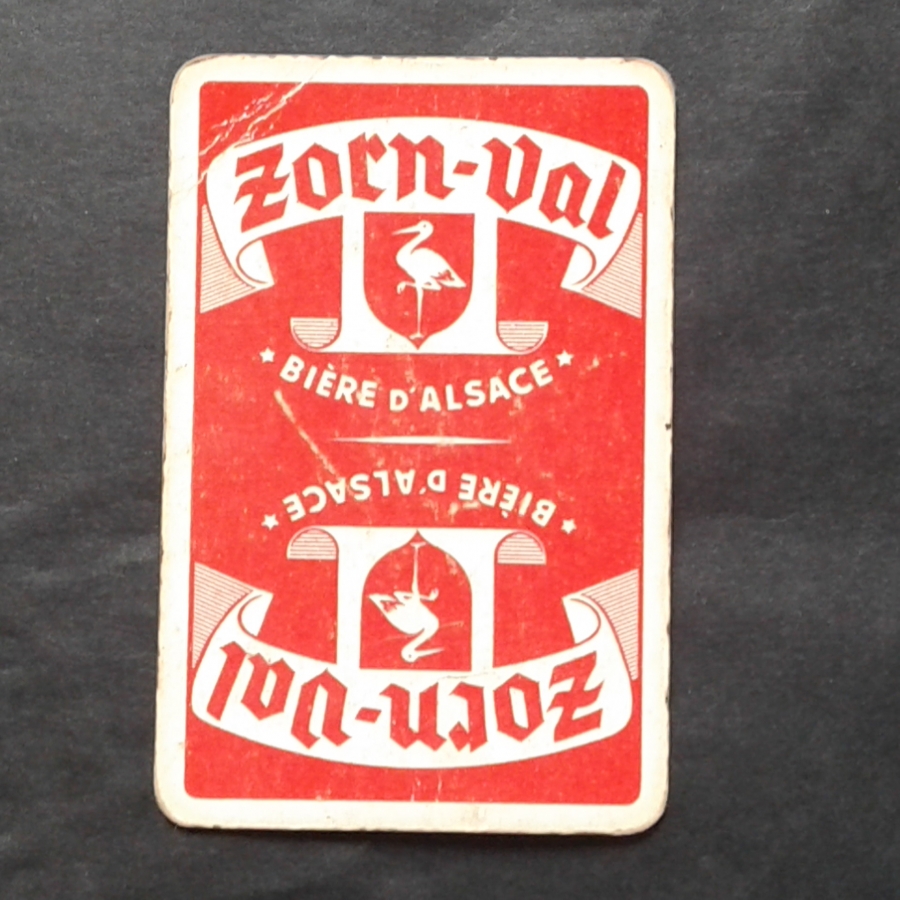 Zorn-Val
★ BIÈRE D'ALSACE ★
★ BIÈRE D'ALSACE ★
Zorn-Val